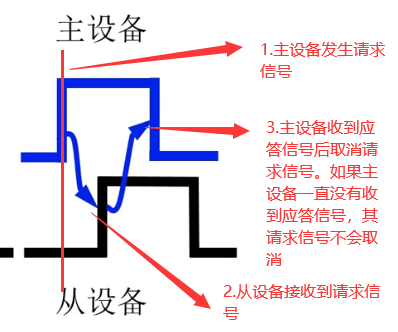 主设备
1.主设备发生请求
信号
3.主设备收到应
答信号后取消请
求信号。如果主
设备一直没有收
到应答信号，其
请求信号不会取
消
从设备
2.从设备接收到请求信
号